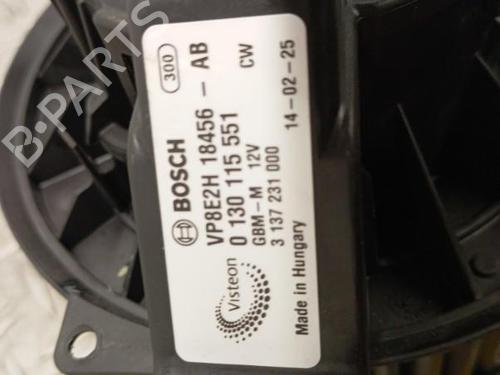 300
BOSCH
VP8E2H 18456 - AB
0 130 115 551 CW
GBM-M 12V
3 137 231 000 14-02-25
Visteon
Made in Hungary